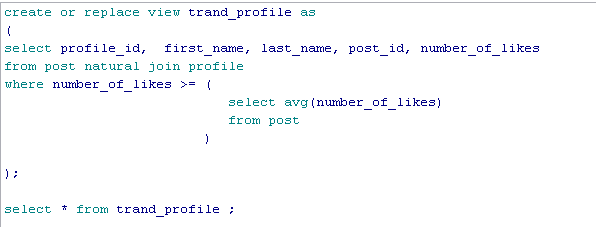 create or replace view trand_profile as
(
select profile_id,  first_name, last_name, post_id, number_of_likes
from post natural join profile
where number_of_likes >= (
select avg(number_of_likes)
from post
)
);
select * from trand_profile ;